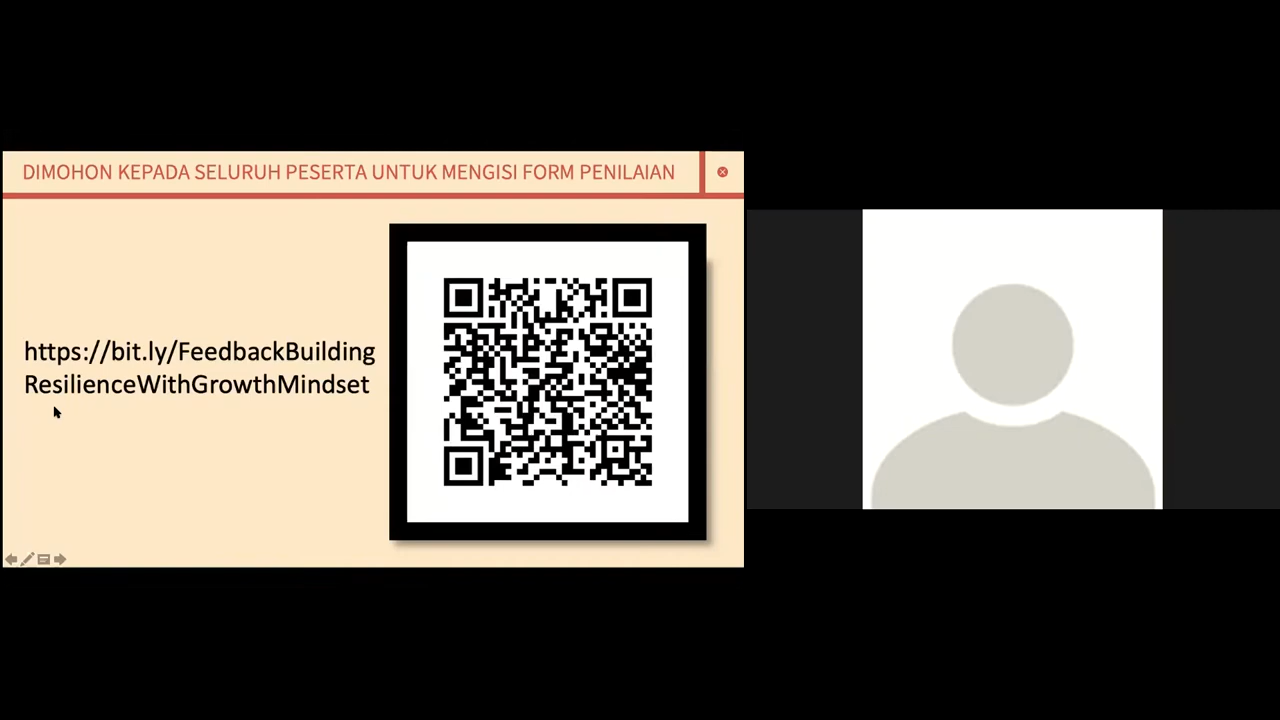 DIMOHON KEPADA SELURUH PESERTA UNTUK MENGISI FORM PENILAIAN
https://bit.ly/FeedbackBuilding
ResilienceWithGrowthMindset